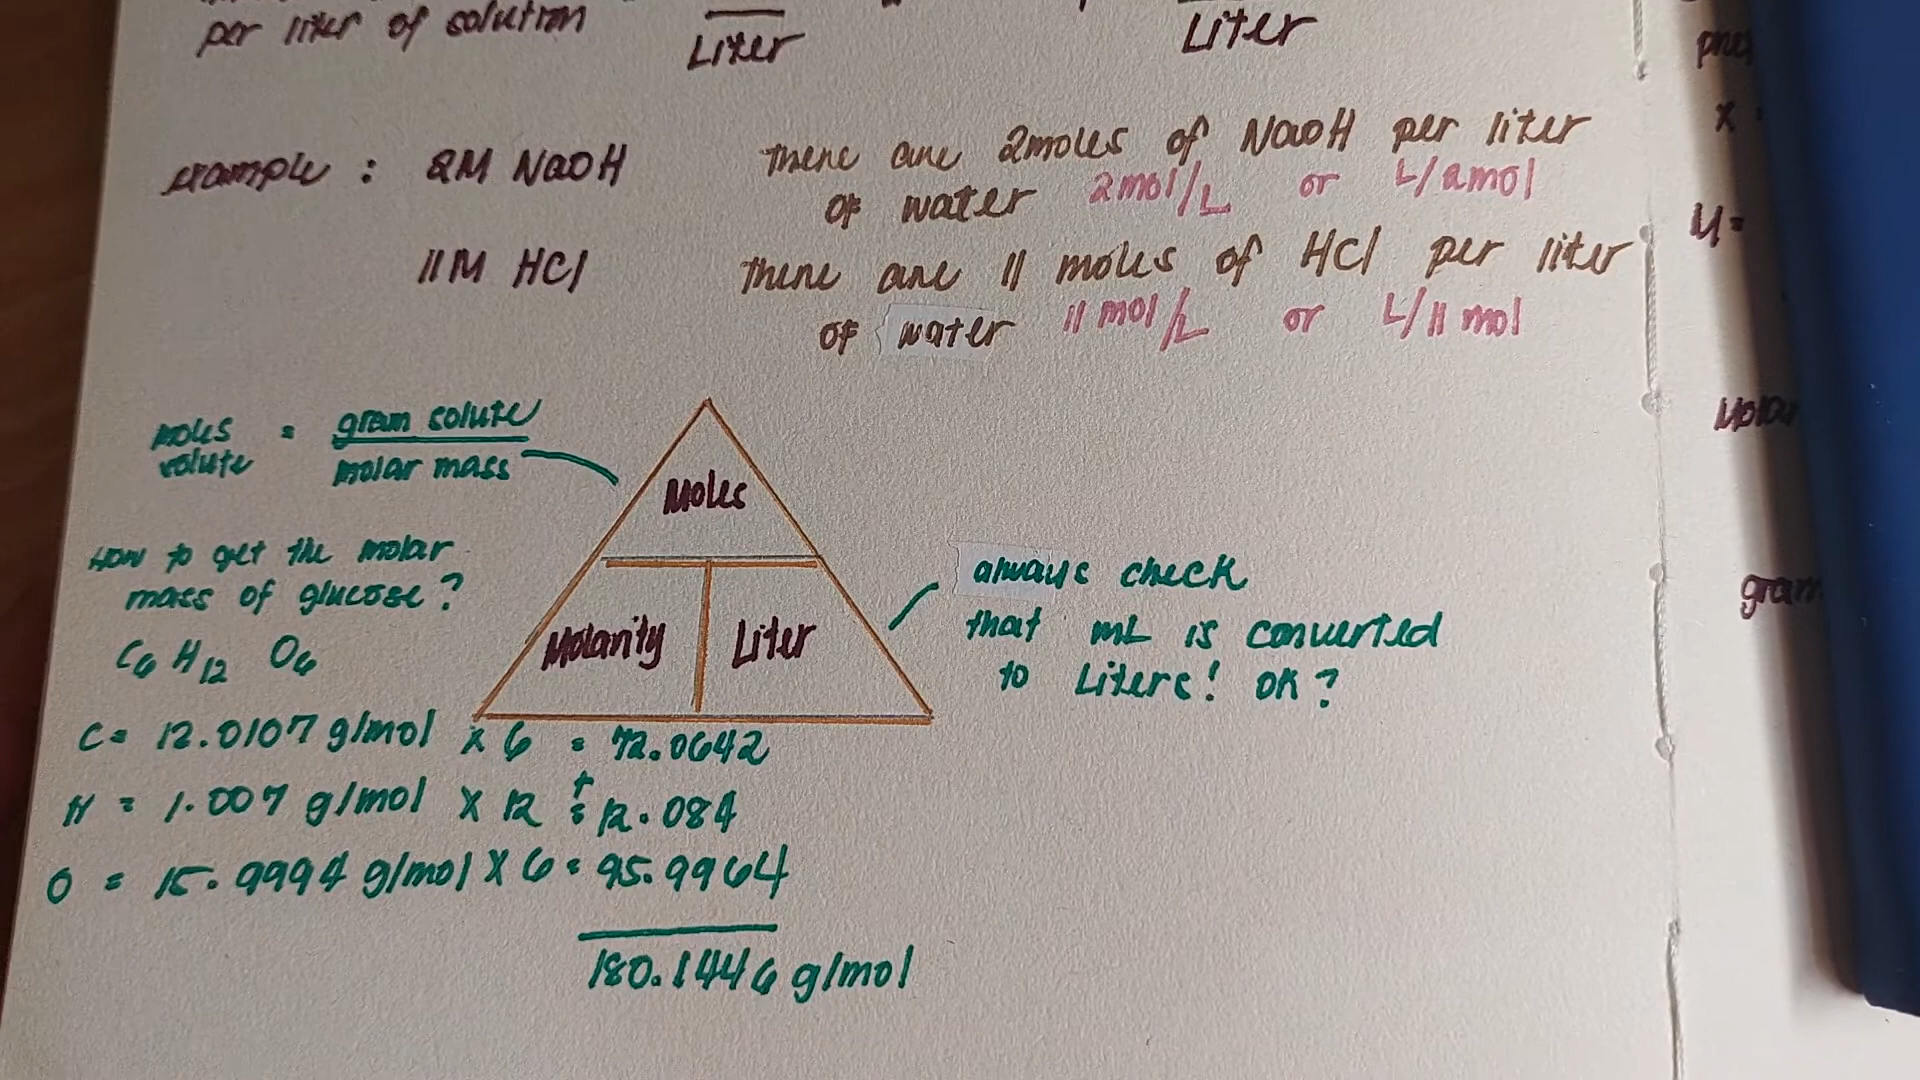 per liter of solution
Liter
Liter
example : 2M NaOH
there are 2moles of NaOH per liter
of water 2mol/L or L/2mol
11M HCl
there are 11 moles of HCl per liter
of water 11 mol/L or L/11 mol
moles solute = gram solute
molar mass
Moles
Molarity
Liter
How to get the molar
mass of glucose?
C6 H12 O6
always check
that mL is converted
to Liters! OK?
C = 12.0107 g/mol x 6 = 72.0642
+
H = 1.007 g/mol x 12 = 12.084
O = 15.9994 g/mol x 6 = 95.9964
180.1446 g/mol
x
y=
Molar
gram